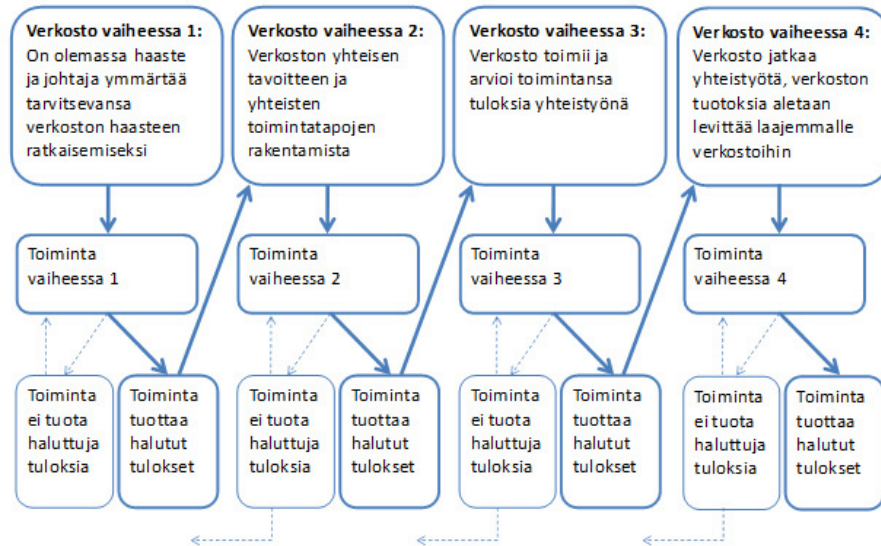 Verkosto vaiheessa 1:
On olemassa haaste
ja johtaja ymmärtää
tarvitsevansa
verkoston haasteen
ratkaisemiseksi
Verkosto vaiheessa 2:
Verkoston yhteisen
tavoitteen ja
yhteisten
toimintatapojen
rakentamista
Verkosto vaiheessa 3:
Verkosto toimii ja
arvioi toimintansa
tuloksia yhteistyönä
Verkosto vaiheessa 4:
Verkosto jatkaa
yhteistyötä, verkoston
tuotoksia aletaan
levittää laajemmalle
verkostoihin
Toiminta
vaiheessa 1
Toiminta
vaiheessa 2
Toiminta
vaiheessa 3
Toiminta
vaiheessa 4
Toiminta
ei tuota
haluttuja
tuloksia
Toiminta
tuottaa
halutut
tulokset
Toiminta
ei tuota
haluttuja
tuloksia
Toiminta
tuottaa
halutut
tulokset
Toiminta
ei tuota
haluttuja
tuloksia
Toiminta
tuottaa
halutut
tulokset
Toiminta
ei tuota
haluttuja
tuloksia
Toiminta
tuottaa
halutut
tulokset